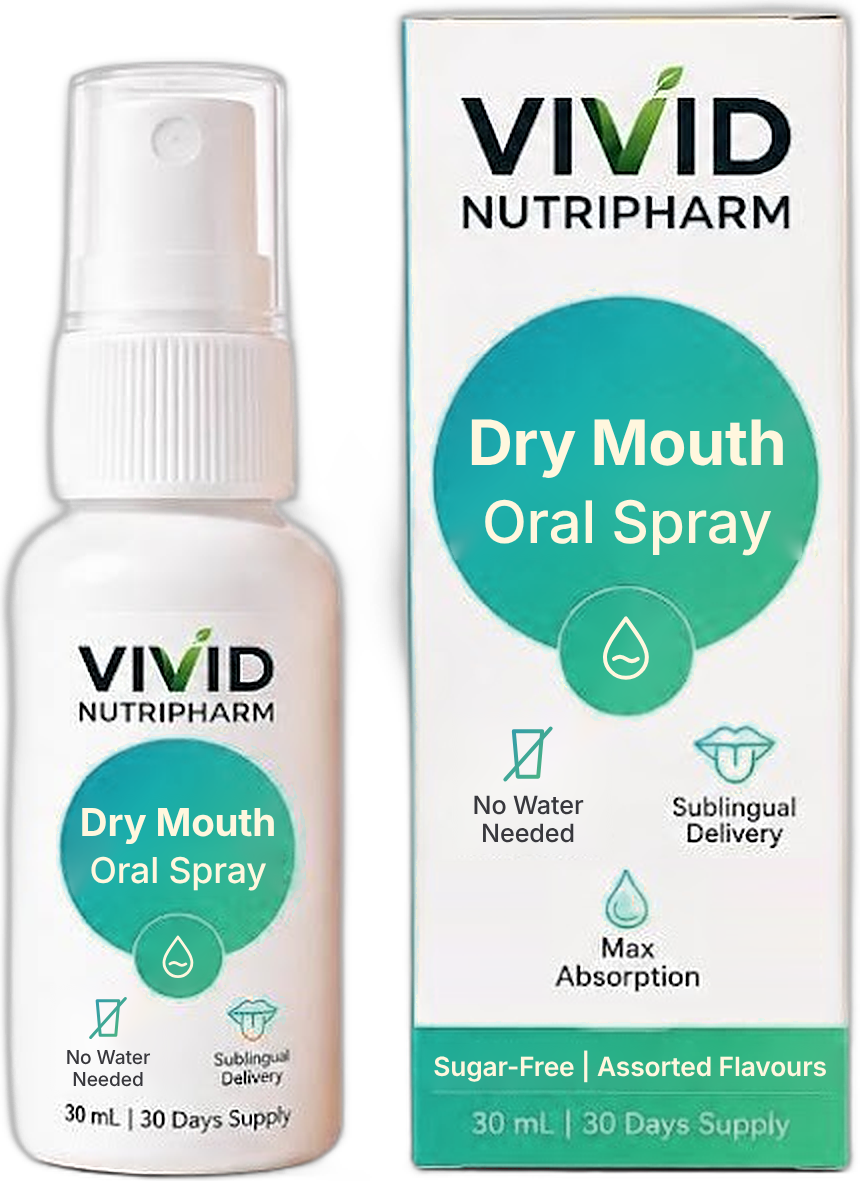 VIVID
NUTRIPHARM
Dry Mouth
Oral Spray
No Water
Needed
Sublingual
Delivery
30 mL | 30 Days Supply
VIVID
NUTRIPHARM
Dry Mouth
Oral Spray
No Water
Needed
Sublingual
Delivery
Max
Absorption
Sugar-Free | Assorted Flavours
30 mL | 30 Days Supply